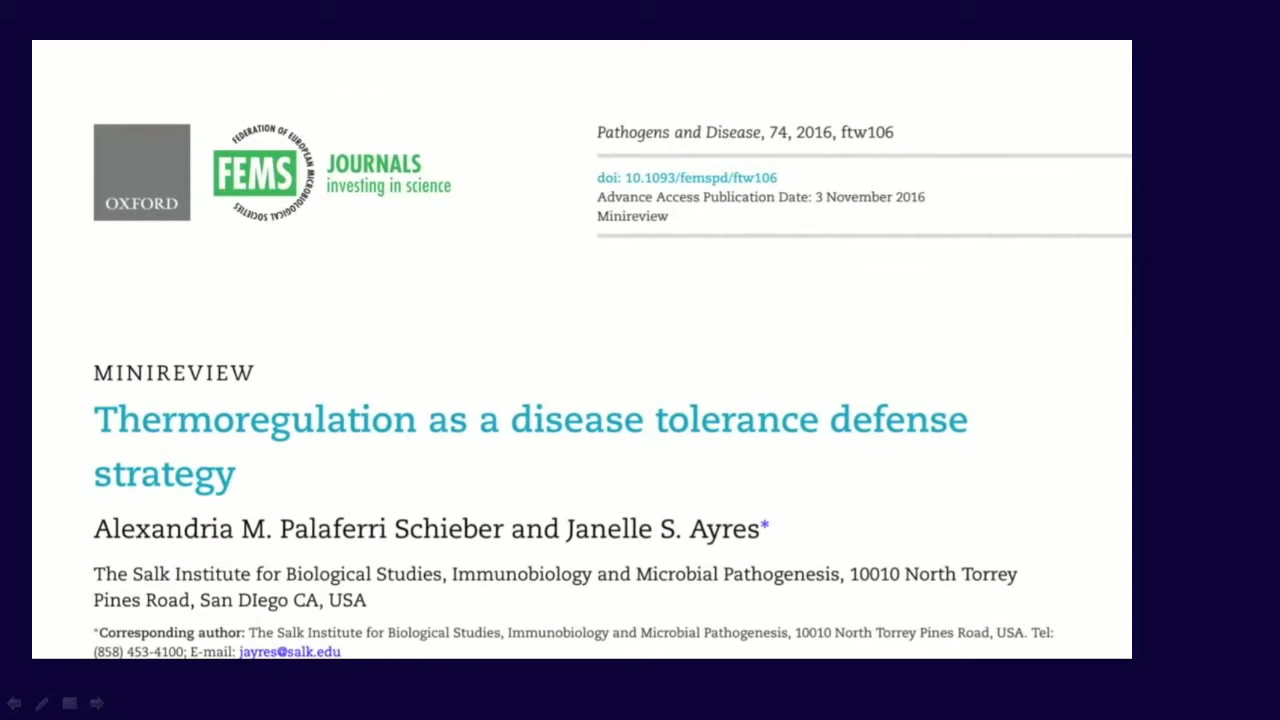 OXFORD
FEDERATION OF EUROPEAN MICROBIOLOGICAL SOCIETIES
FEMS
JOURNALS
investing in science
Pathogens and Disease, 74, 2016, ftw106
doi: 10.1093/femspd/ftw106
Advance Access Publication Date: 3 November 2016
Minireview
MINIREVIEW
Thermoregulation as a disease tolerance defense
strategy
Alexandria M. Palaferri Schieber and Janelle S. Ayres*
The Salk Institute for Biological Studies, Immunobiology and Microbial Pathogenesis, 10010 North Torrey
Pines Road, San DIego CA, USA
*Corresponding author: The Salk Institute for Biological Studies, Immunobiology and Microbial Pathogenesis, 10010 North Torrey Pines Road, USA. Tel:
(858) 453-4100; E-mail: jayres@salk.edu